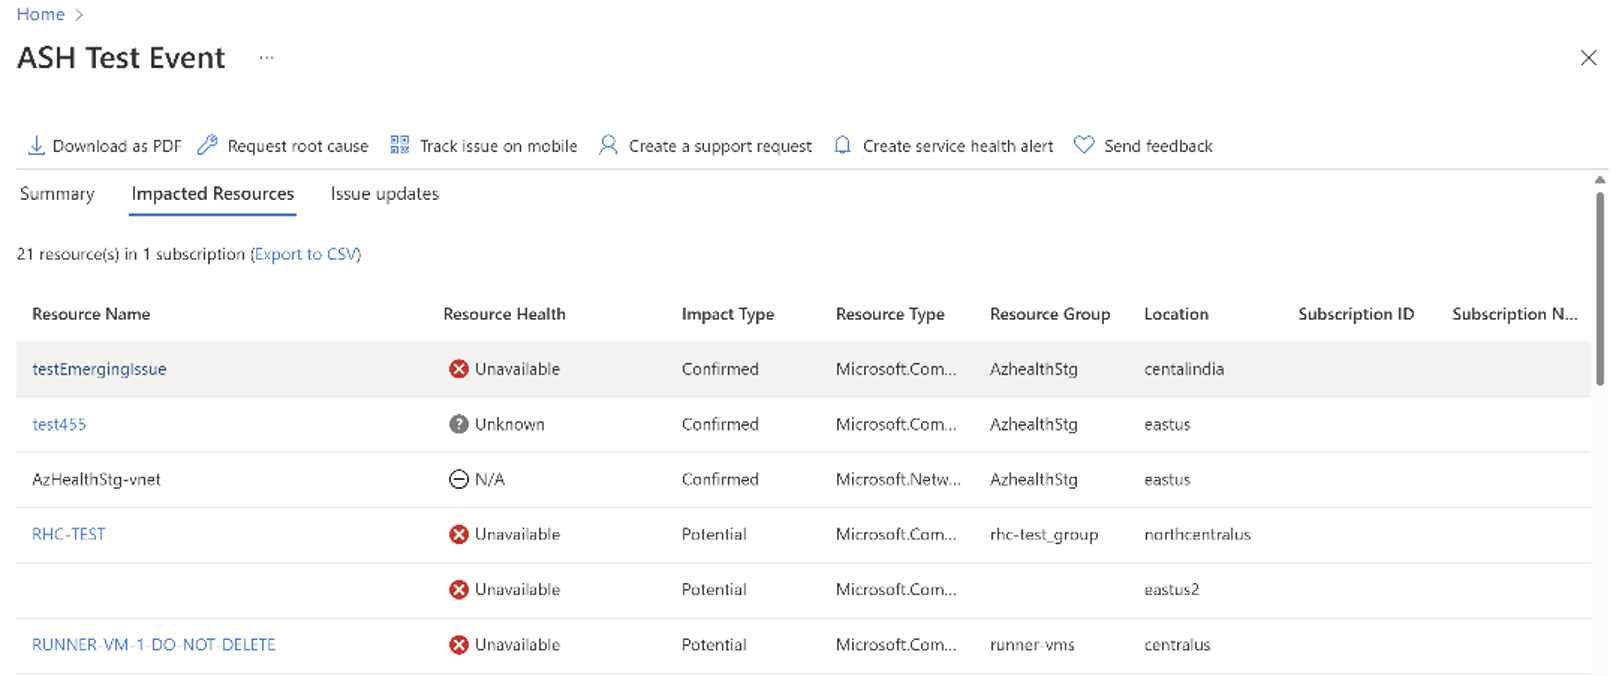 Home >
ASH Test Event ...
Download as PDF Request root cause Track issue on mobile Create a support request Create service health alert Send feedback
Summary Impacted Resources Issue updates
21 resource(s) in 1 subscription (Export to CSV)
Resource Name Resource Health Impact Type Resource Type Resource Group Location Subscription ID Subscription N...
testEmergingIssue Unavailable Confirmed Microsoft.Com... AzhealthStg centalindia
test455 Unknown Confirmed Microsoft.Com... AzhealthStg eastus
AzHealthStg-vnet N/A Confirmed Microsoft.Netw... AzhealthStg eastus
RHC-TEST Unavailable Potential Microsoft.Com... rhc-test_group northcentralus
Unavailable Potential Microsoft.Com... eastus2
RUNNER-VM-1-DO-NOT-DELETE Unavailable Potential Microsoft.Com... runner-vms centralus